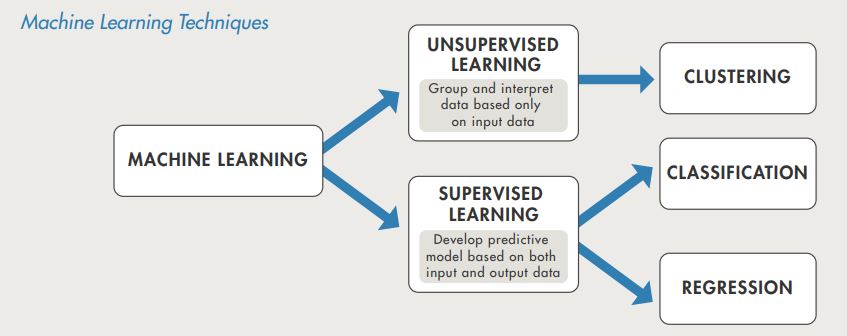 Machine Learning Techniques
MACHINE LEARNING
UNSUPERVISED
LEARNING
Group and interpret
data based only
on input data
CLUSTERING
SUPERVISED
LEARNING
Develop predictive
model based on both
input and output data
CLASSIFICATION
REGRESSION